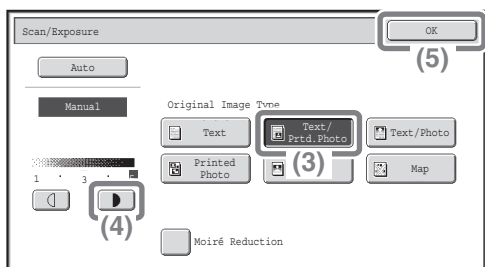 Scan/Exposure
OK
(5)
Auto
Manual
Original Image Type
Text
Text/
Prtd.Photo
Text/Photo
(3)
Printed
Photo
Map
1 3
(4)
Moiré Reduction